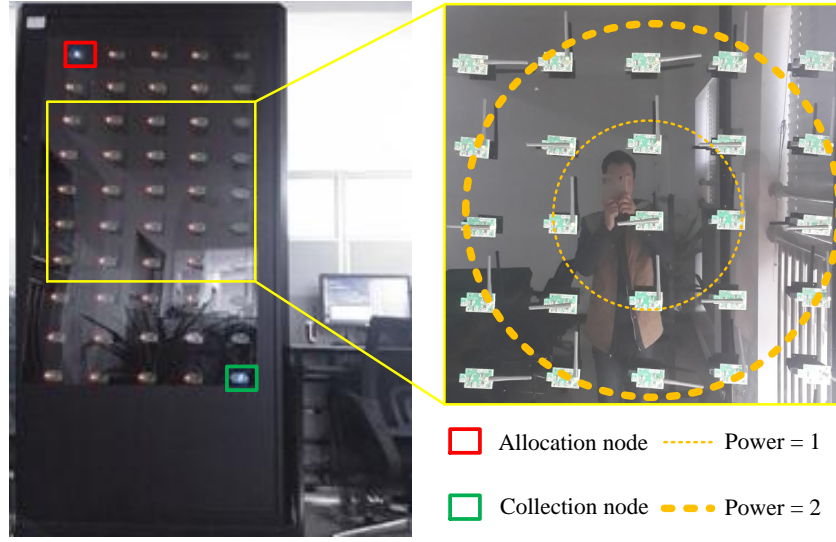 Allocation node
Power = 1
Collection node
Power = 2